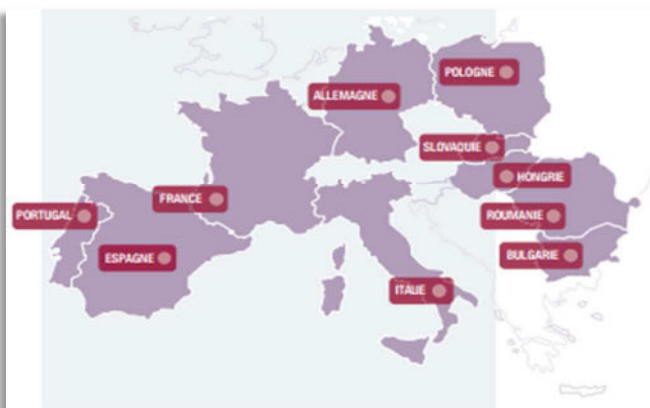 POLOGNE
ALLEMAGNE
SLOVAQUIE
HONGRIE
FRANCE
PORTUGAL
ROUMANIE
ESPAGNE
BULGARIE
ITALIE